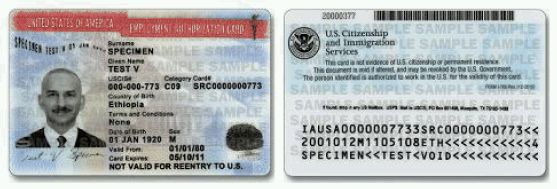 UNITED STATES OF AMERICA EMPLOYMENT AUTHORIZATION CARD
Surname
SPECIMEN
Given Name
TEST V
USCIS# Category Card#
000-000-773 C09 SRC0000000773
Country of Birth
Ethiopia
Terms and Conditions
None
Date of Birth Sex
01 JAN 1920 M
Valid From: 01/01/80
Card Expires: 05/10/11
NOT VALID FOR REENTRY TO U.S.
20000377
U.S. Citizenship
and Immigration
Services
This card is not evidence of U.S. citizenship or permanent residence.
This document is void if altered, and may be revoked by the U.S. Government.
The person identified is authorized to work in the U.S. for the validity of this card.
IAUSA0000007733SRC0000000773<<
2001012M1105108ETH<<<<<<<<<<<4
SPECIMEN<<TEST<VOID<<<<<<<<<<<